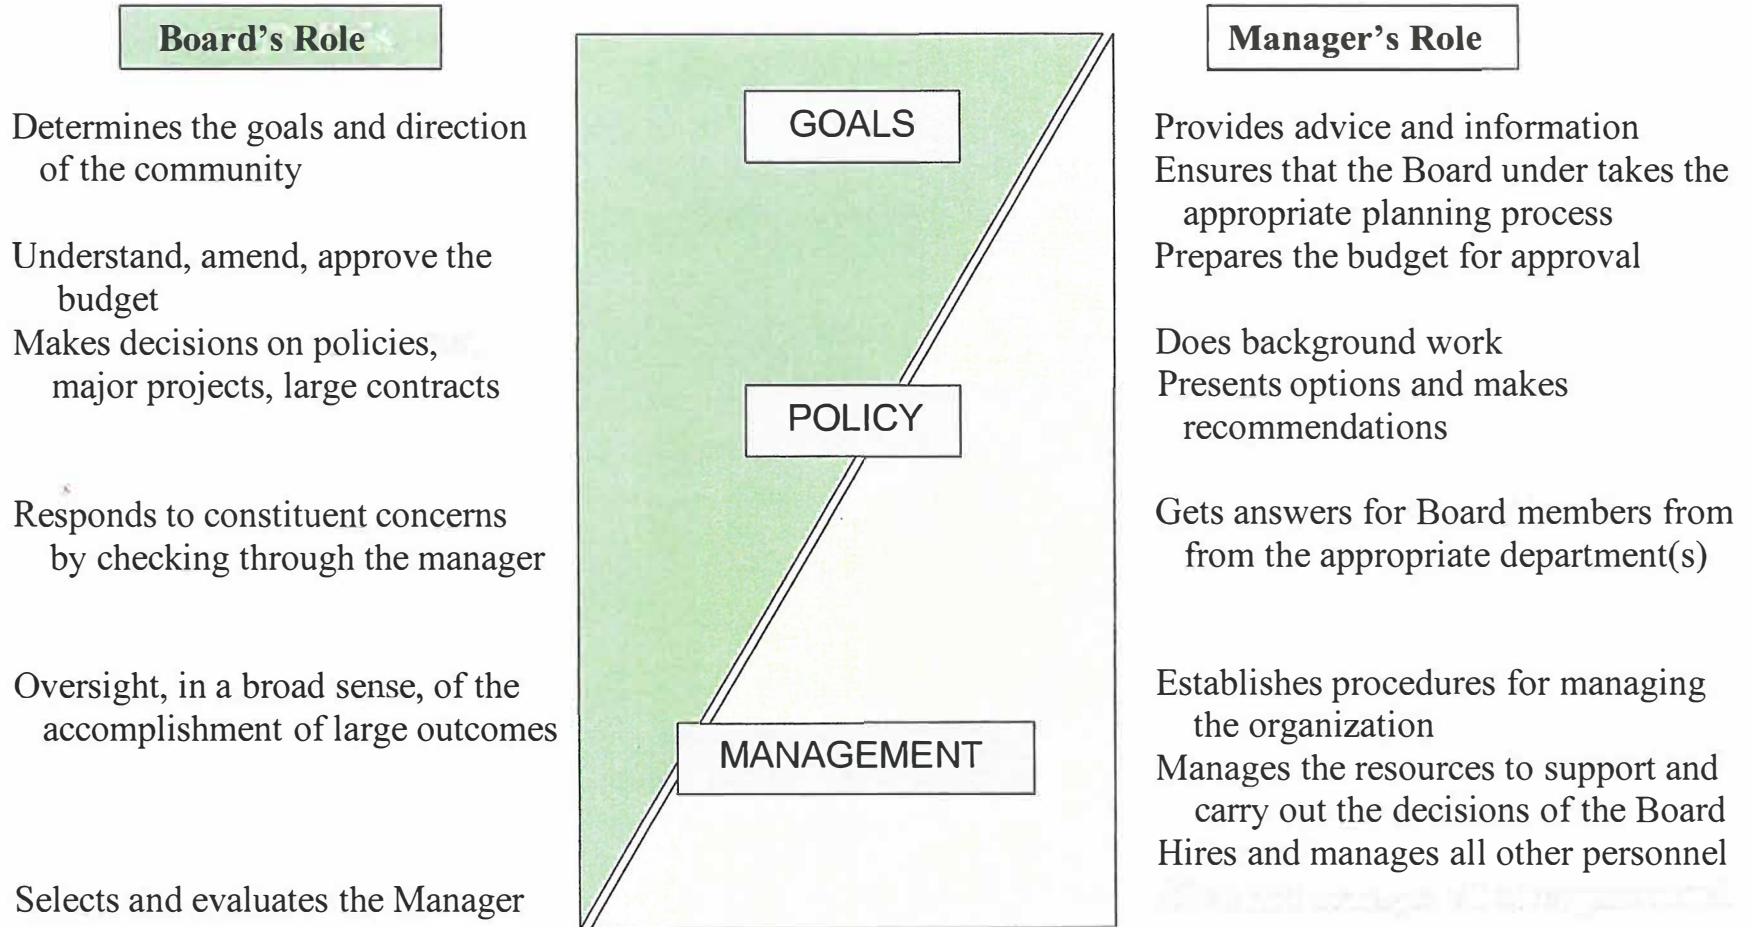 Board's Role
Determines the goals and direction
of the community
Understand, amend, approve the
budget
Makes decisions on policies,
major projects, large contracts
Responds to constituent concerns
by checking through the manager
Oversight, in a broad sense, of the
accomplishment of large outcomes
Selects and evaluates the Manager
GOALS
POLICY
MANAGEMENT
Manager's Role
Provides advice and information
Ensures that the Board under takes the
appropriate planning process
Prepares the budget for approval
Does background work
Presents options and makes
recommendations
Gets answers for Board members from
from the appropriate department(s)
Establishes procedures for managing
the organization
Manages the resources to support and
carry out the decisions of the Board
Hires and manages all other personnel